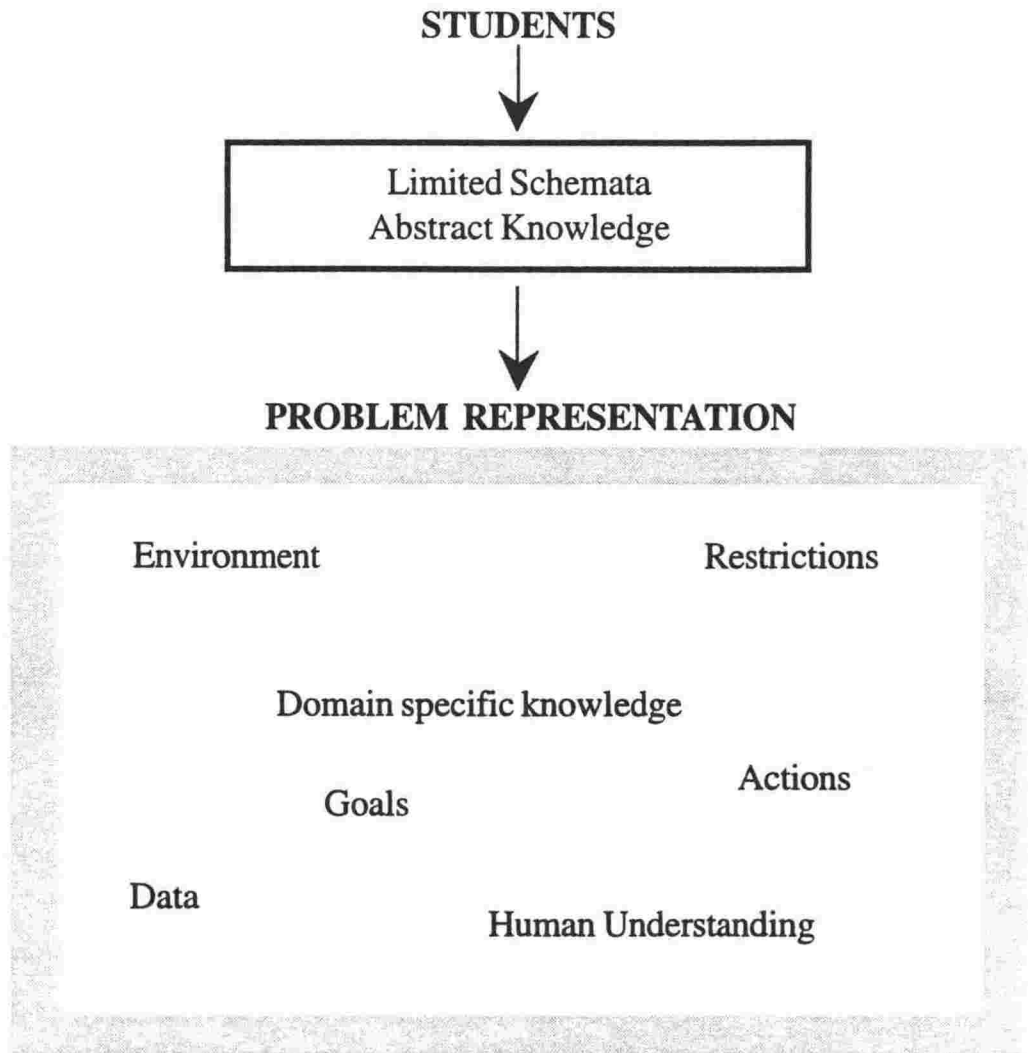 STUDENTS
Limited Schemata
Abstract Knowledge
PROBLEM REPRESENTATION
Environment
Restrictions
Domain specific knowledge
Actions
Goals
Data
Human Understanding